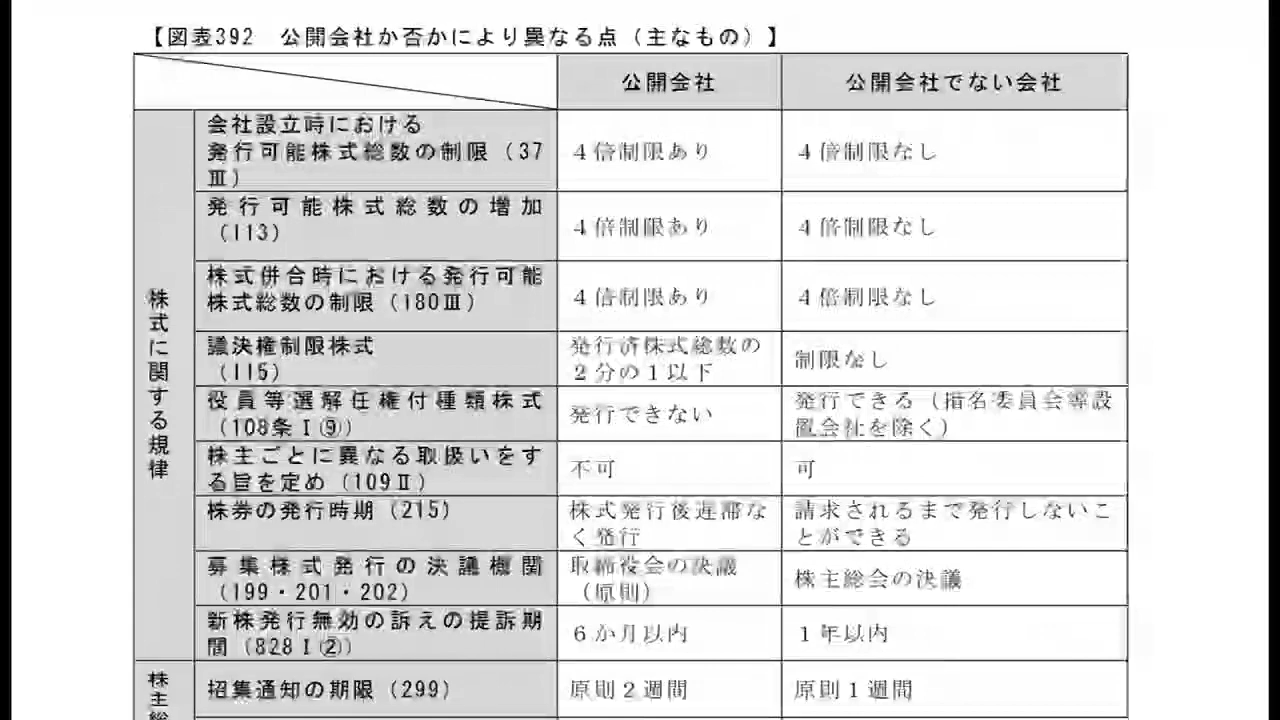 【図表392　公開会社か否かにより異なる点（主なもの）】
公開会社
公開会社でない会社
株式に関する規律
会社設立時における
発行可能株式総数の制限（37
Ⅲ）
４倍制限あり
４倍制限なし
発行可能株式総数の増加
（113）
４倍制限あり
４倍制限なし
株式併合時における発行可能
株式総数の制限（180Ⅲ）
４倍制限あり
４倍制限なし
議決権制限株式
（115）
発行済株式総数の
２分の１以下
制限なし
役員等選解任権付種類株式
（108条Ⅰ⑨）
発行できない
発行できる（指名委員会等設
置会社を除く）
株主ごとに異なる取扱いをす
る旨を定め（109Ⅱ）
不可
可
株券の発行時期（215）
株式発行後遅滞な
く発行
請求されるまで発行しないこ
とができる
募集株式発行の決議機関
（199・201・202）
取締役会の決議
（原則）
株主総会の決議
新株発行無効の訴えの提訴期
間（828Ⅰ②）
６か月以内
１年以内
株主総
招集通知の期限（299）
原則２週間
原則１週間